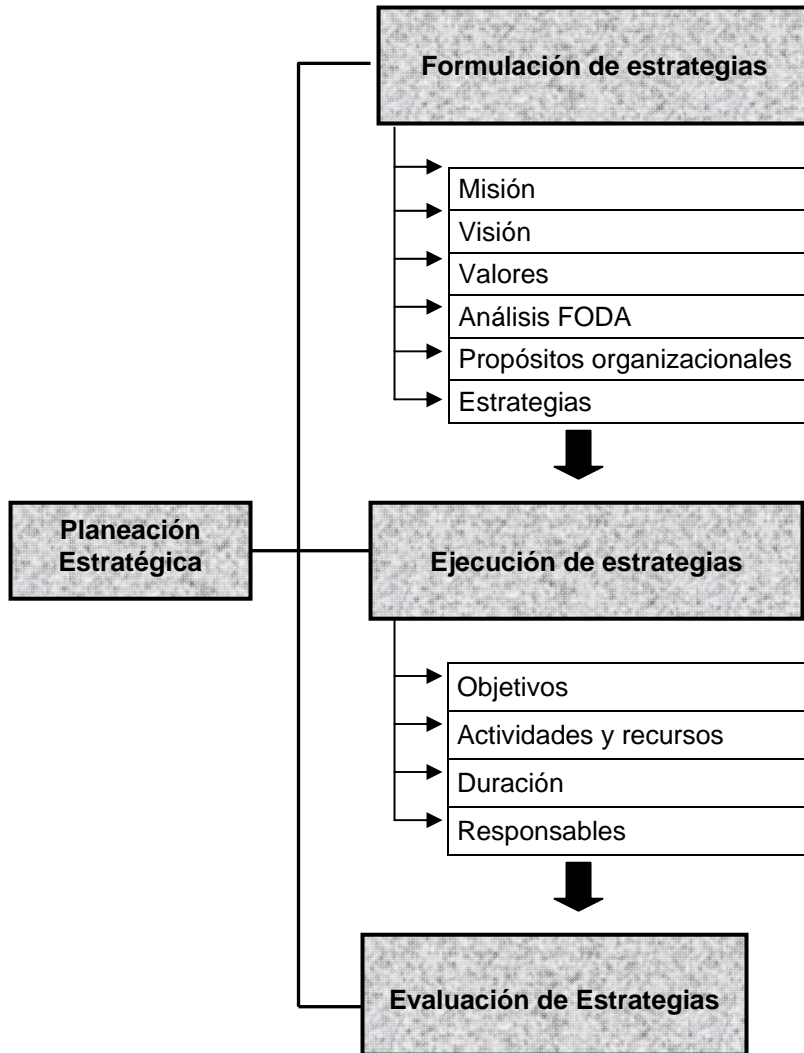 Formulación de estrategias
Misión
Visión
Valores
Análisis FODA
Propósitos organizacionales
Estrategias
Planeación
Estratégica
Ejecución de estrategias
Objetivos
Actividades y recursos
Duración
Responsables
Evaluación de Estrategias